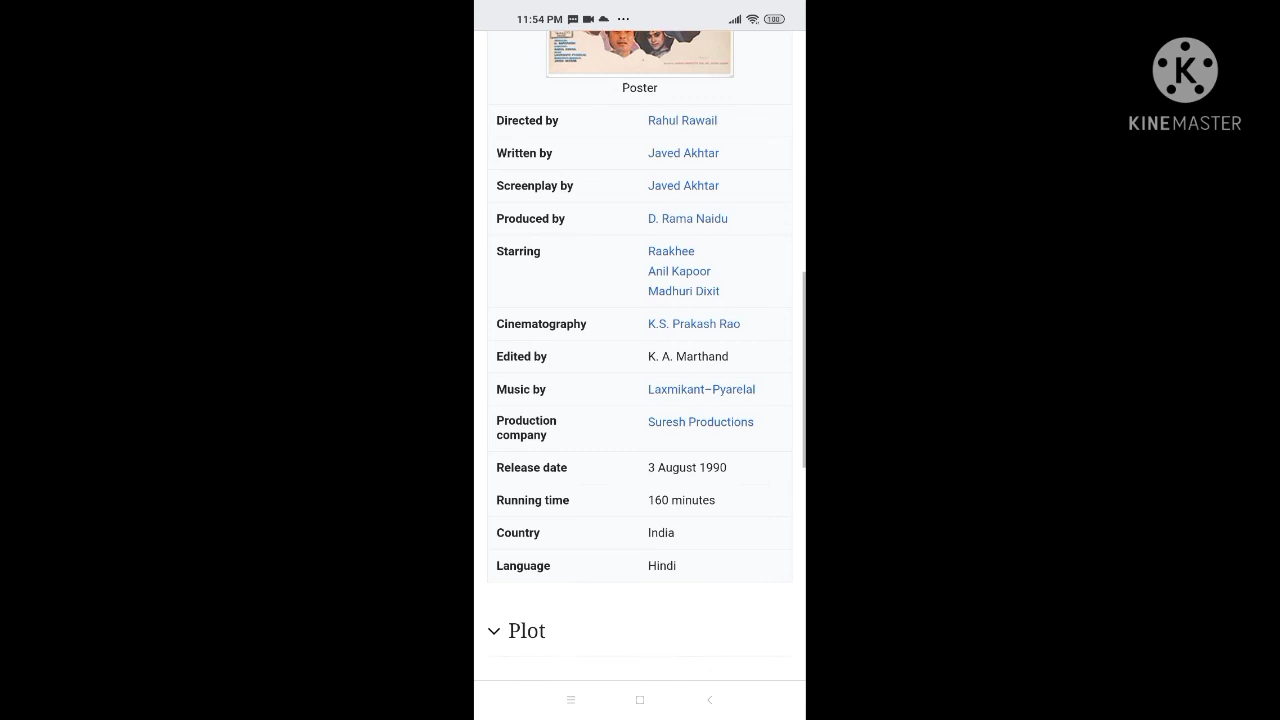 11:54 PM
100
Poster
Directed by Rahul Rawail
Written by Javed Akhtar
Screenplay by Javed Akhtar
Produced by D. Rama Naidu
Starring Raakhee
Anil Kapoor
Madhuri Dixit
Cinematography K.S. Prakash Rao
Edited by K. A. Marthand
Music by Laxmikant–Pyarelal
Production Suresh Productions
company
Release date 3 August 1990
Running time 160 minutes
Country India
Language Hindi
Plot
K
KINEMASTER